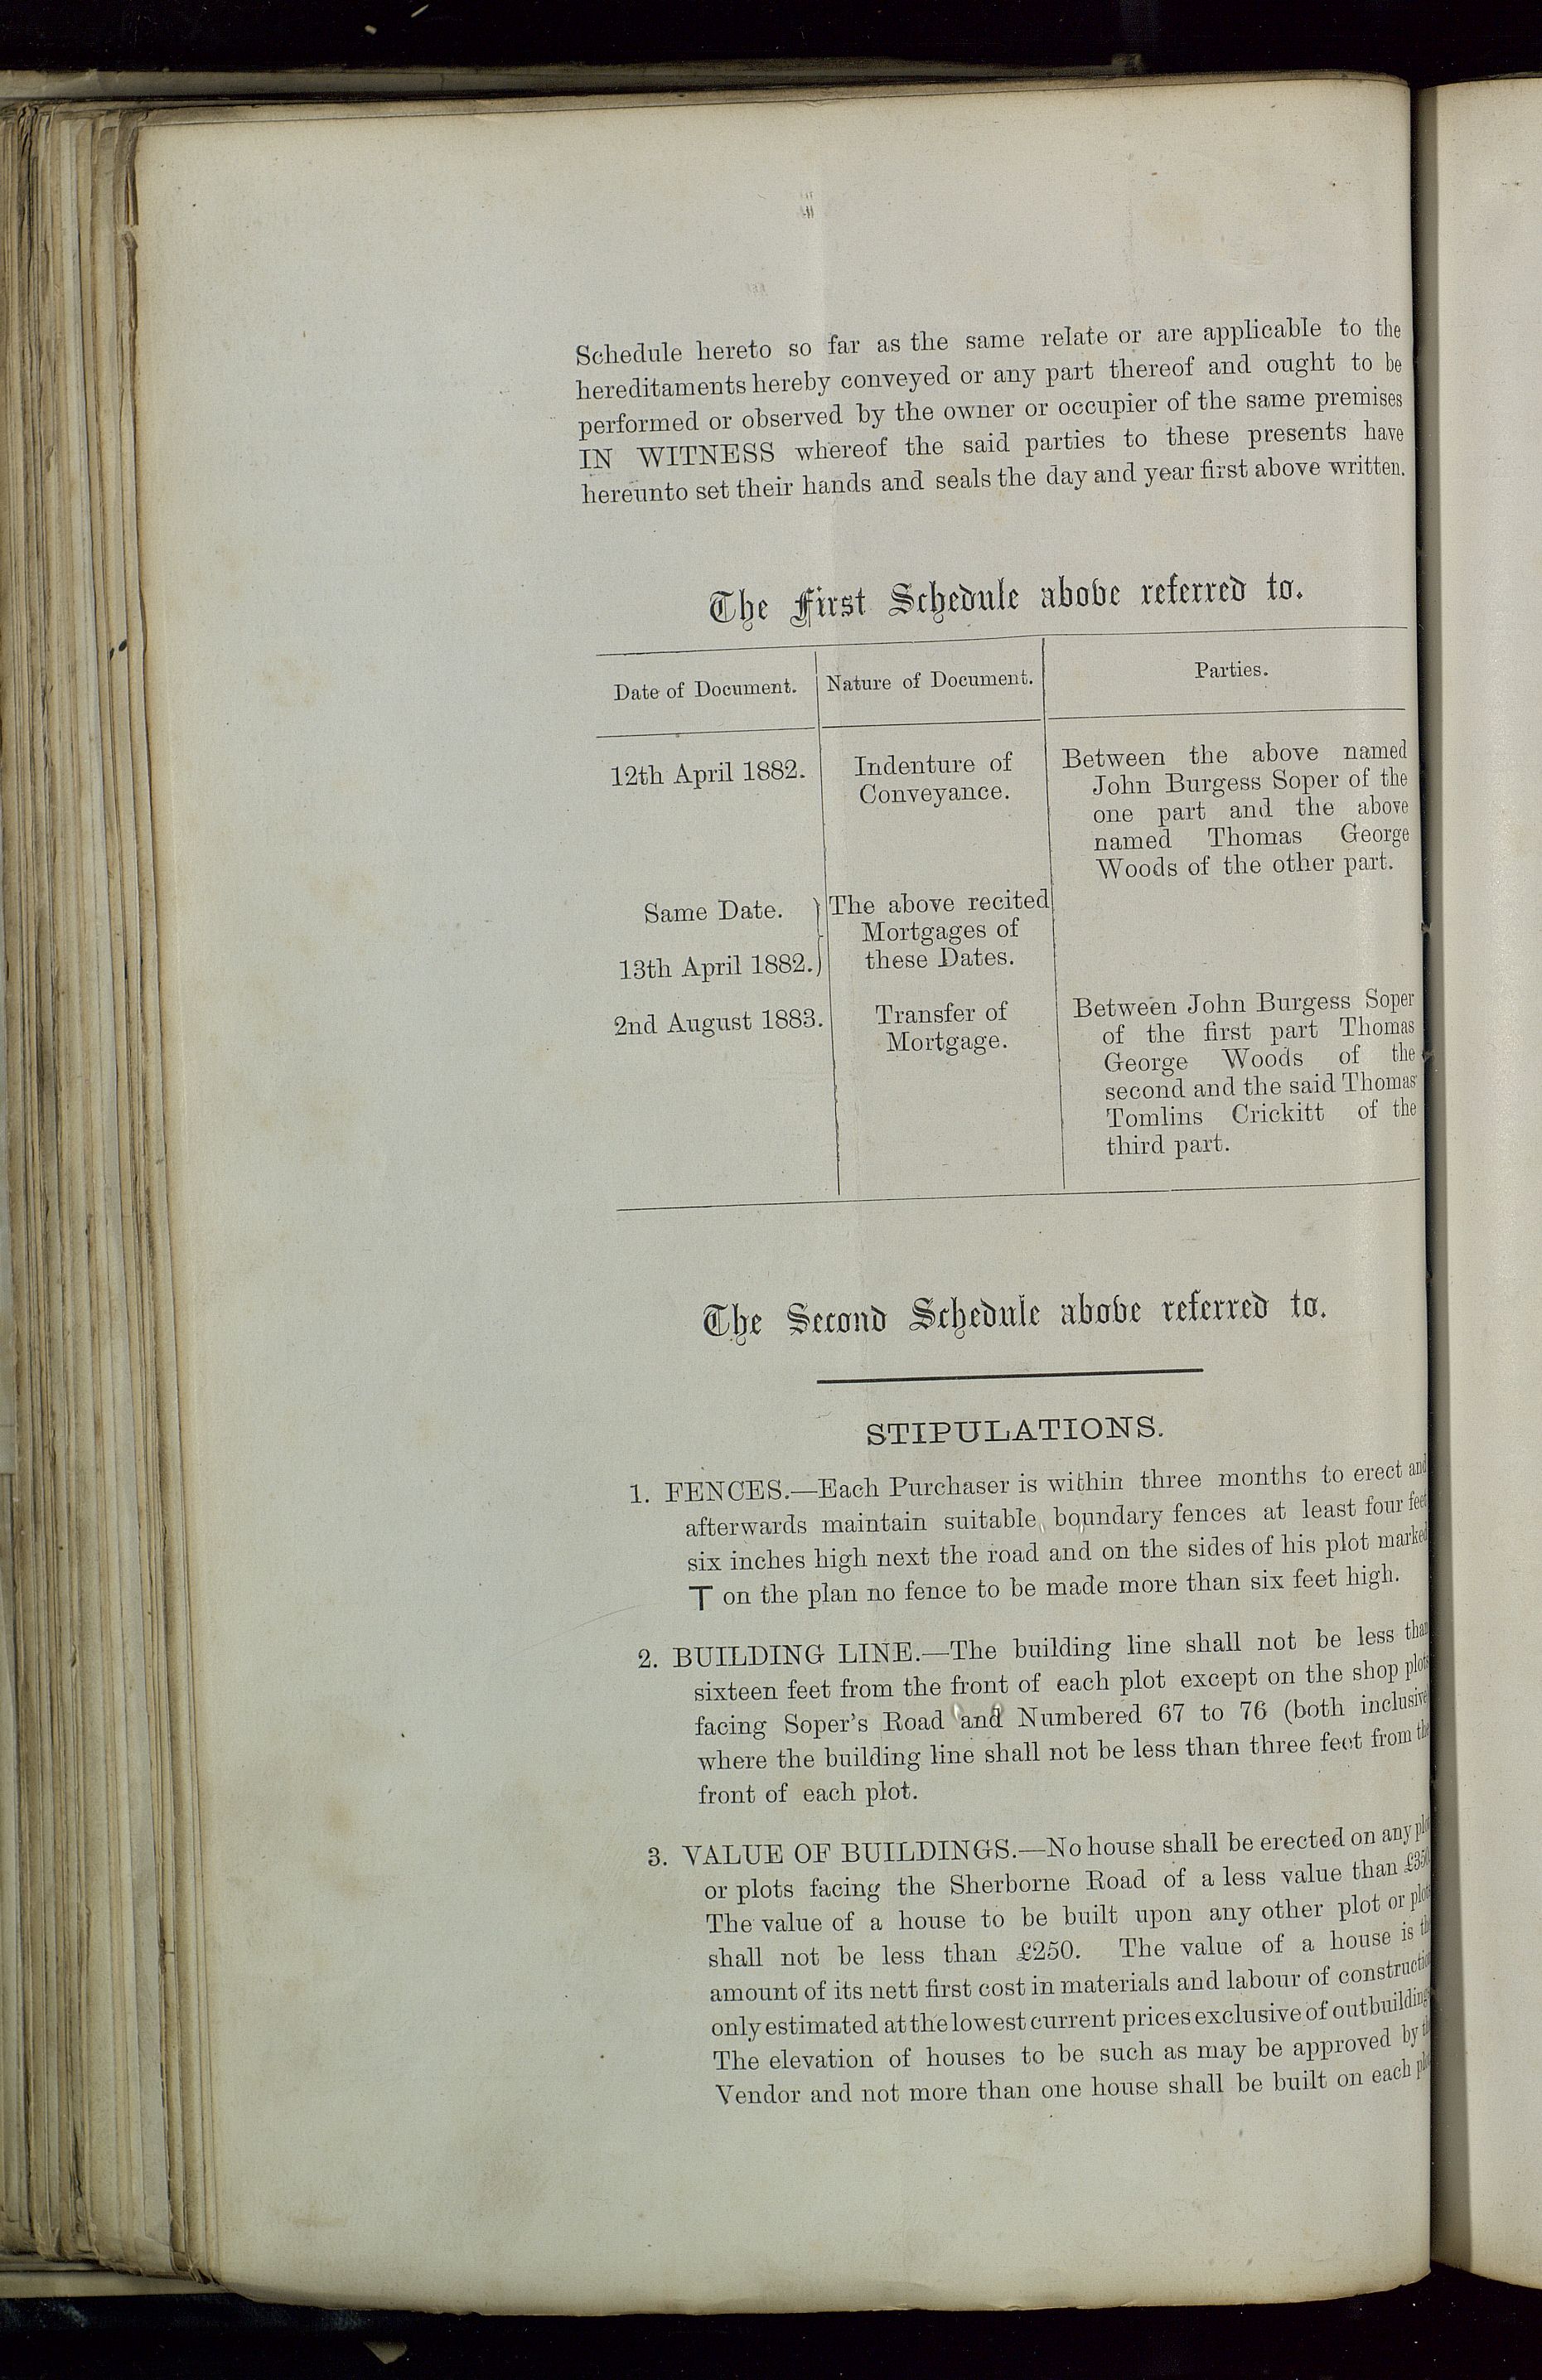 Schedule hereto so far as the same relate or are applicable to the
hereditaments hereby conveyed or any part thereof and ought to be
performed or observed by the owner or occupier of the same premises
IN WITNESS whereof the said parties to these presents have
hereunto set their hands and seals the day and year first above written.
The First Schedule above referred to.
Date of Document.
Nature of Document.
Parties.
12th April 1882.
Indenture of
Conveyance.
Between the above named
John Burgess Soper of the
one part and the above
named Thomas George
Woods of the other part.
Same Date. }
13th April 1882.
The above recited
Mortgages of
these Dates.
2nd August 1883.
Transfer of
Mortgage.
Between John Burgess Soper
of the first part Thomas
George Woods of the
second and the said Thomas
Tomlins Crickitt of the
third part.
The Second Schedule above referred to.
STIPULATIONS.
1. FENCES.—Each Purchaser is within three months to erect and
afterwards maintain suitable boundary fences at least four feet
six inches high next the road and on the sides of his plot marked
T on the plan no fence to be made more than six feet high.
2. BUILDING LINE.—The building line shall not be less than
sixteen feet from the front of each plot except on the shop plots
facing Soper's Road and Numbered 67 to 76 (both inclusive
where the building line shall not be less than three feet from the
front of each plot.
3. VALUE OF BUILDINGS.—No house shall be erected on any
or plots facing the Sherborne Road of a less value than £350
The value of a house to be built upon any other plot or
shall not be less than £250. The value of a house is
amount of its nett first cost in materials and labour of
only estimated at the lowest current prices exclusive of
The elevation of houses to be such as may be approved by
Vendor and not more than one house shall be built on each